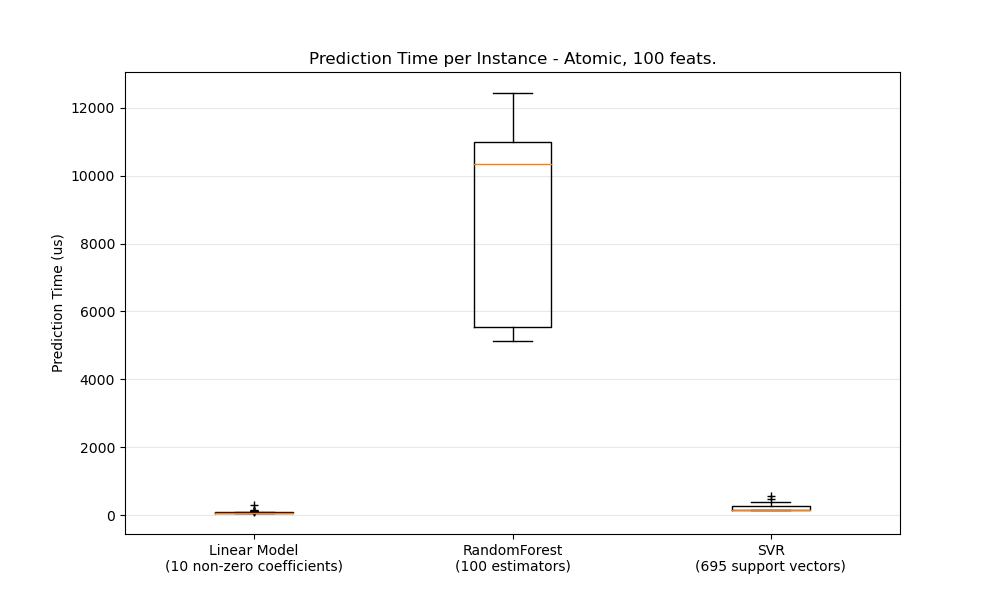 Prediction Time per Instance - Atomic, 100 feats.
Prediction Time (us)
12000
10000
8000
6000
4000
2000
0
Linear Model
(10 non-zero coefficients)
RandomForest
(100 estimators)
SVR
(695 support vectors)